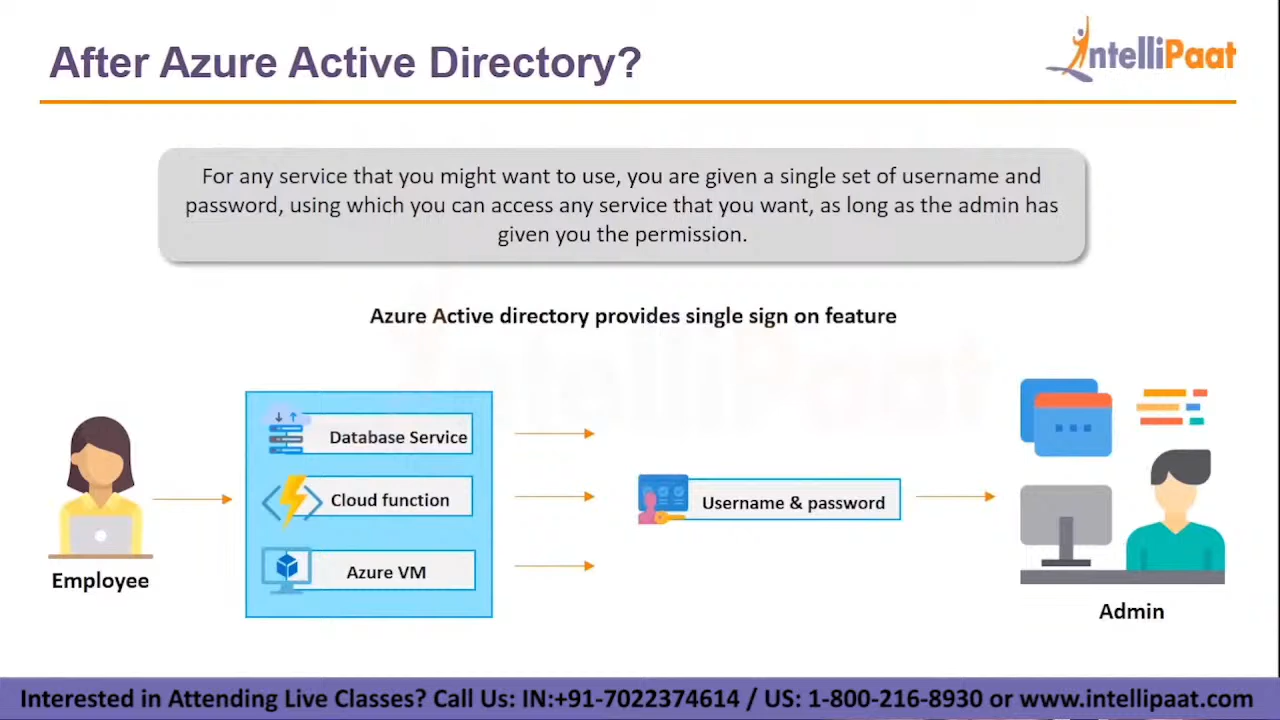 After Azure Active Directory?
IntelliPaat
For any service that you might want to use, you are given a single set of username and
password, using which you can access any service that you want, as long as the admin has
given you the permission.
Azure Active directory provides single sign on feature
IntelliPaat
Database Service
Cloud function
Username & password
Azure VM
Employee
Admin
Interested in Attending Live Classes? Call Us: IN:+91-7022374614 / US: 1-800-216-8930 or www.intellipaat.com